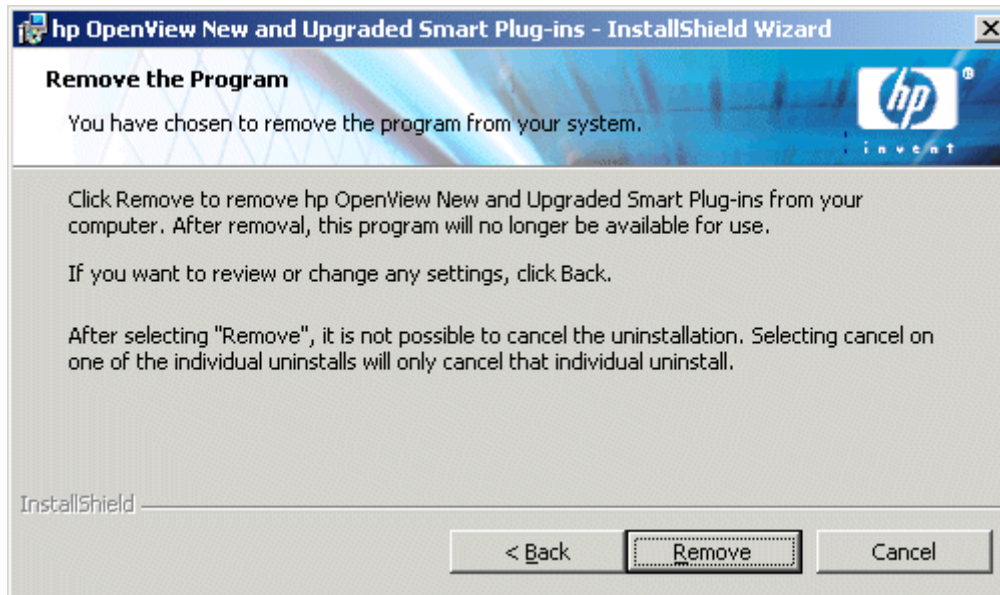 hp OpenView New and Upgraded Smart Plug-ins - InstallShield Wizard
Remove the Program
You have chosen to remove the program from your system.
hp
®
invent
Click Remove to remove hp OpenView New and Upgraded Smart Plug-ins from your
computer. After removal, this program will no longer be available for use.
If you want to review or change any settings, click Back.
After selecting "Remove", it is not possible to cancel the uninstallation. Selecting cancel on
one of the individual uninstalls will only cancel that individual uninstall.
InstallShield
< Back
Remove
Cancel